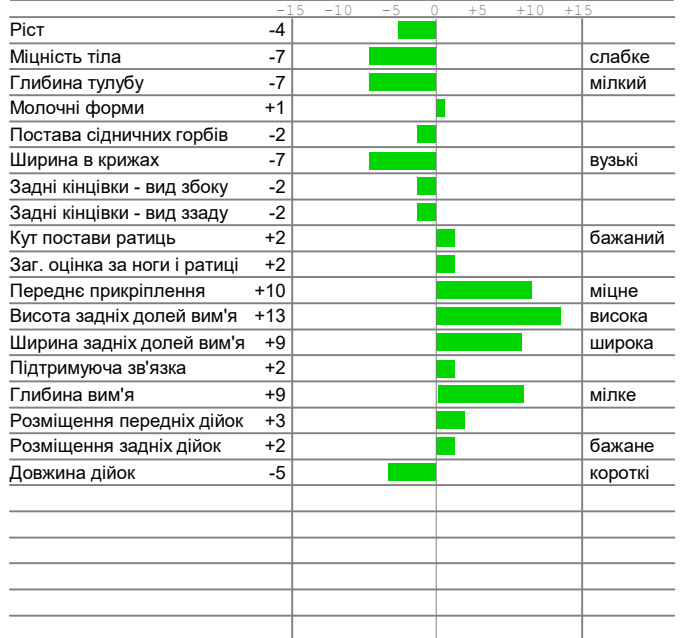 -15 -10 -5 0 +5 +10 +15
Ріст -4
Міцність тіла -7 слабке
Глибина тулубу -7 мілкий
Молочні форми +1
Постава сідничних горбів -2
Ширина в крижах -7 вузькі
Задні кінцівки - вид збоку -2
Задні кінцівки - вид ззаду -2
Кут постави ратиць +2 бажаний
Заг. оцінка за ноги і ратиці +2
Переднє прикріплення +10 міцне
Висота задніх долей вим'я +13 висока
Ширина задніх долей вим'я +9 широка
Підтримуюча зв'язка +2
Глибина вим'я +9 мілке
Розміщення передніх дійок +3
Розміщення задніх дійок +2 бажане
Довжина дійок -5 короткі